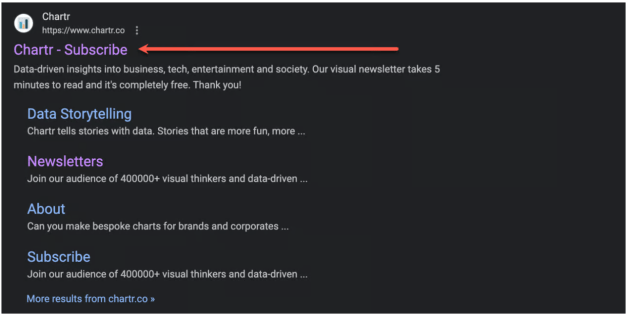 Chartr
https://www.chartr.co
Chartr - Subscribe
Data-driven insights into business, tech, entertainment and society. Our visual newsletter takes 5
minutes to read and it's completely free. Thank you!
Data Storytelling
Chartr tells stories with data. Stories that are more fun, more ...
Newsletters
Join our audience of 400000+ visual thinkers and data-driven ...
About
Can you make bespoke charts for brands and corporates ...
Subscribe
Join our audience of 400000+ visual thinkers and data-driven ...
More results from chartr.co »